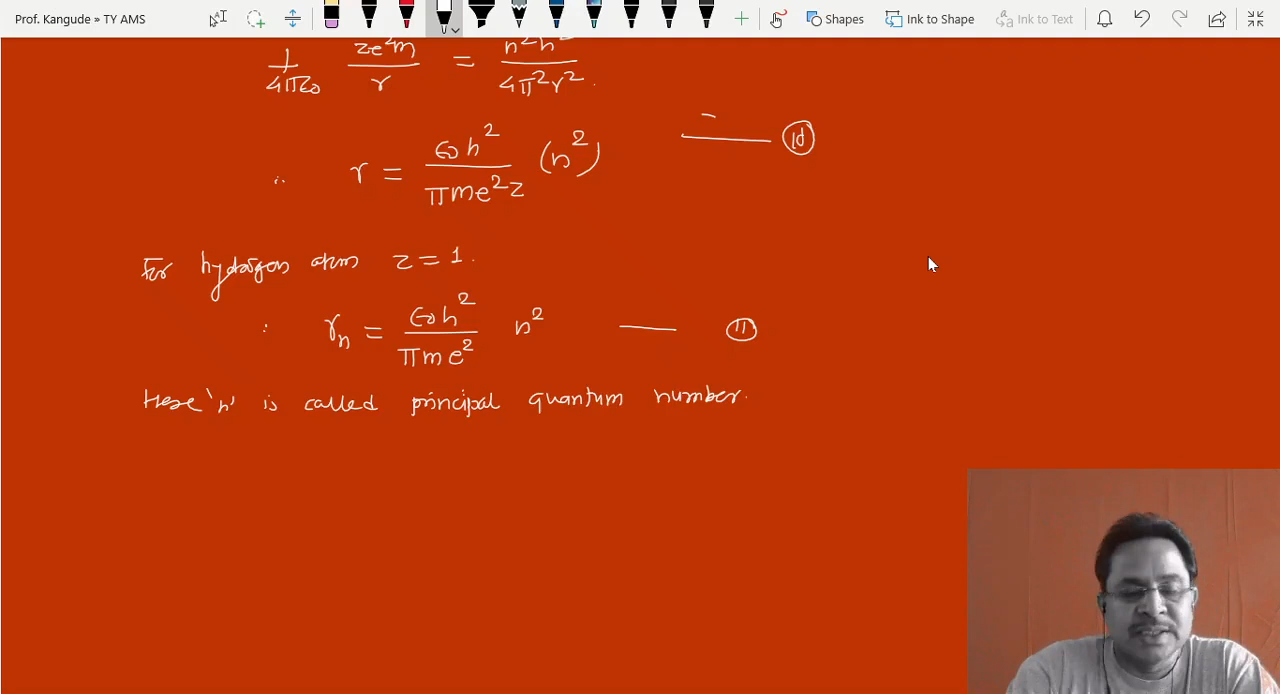 Prof. Kangude » TY AMS
Shapes Ink to Shape Ink to Text
1/4πϵ0 ze²m/r = n²h²/4π²r².
∴ r = ϵ0h²/πme²z (n²) — 10
For hydrogen atom z = 1.
∴ rn = ϵ0h²/πme² n² — 11
Here 'n' is called principal quantum number.